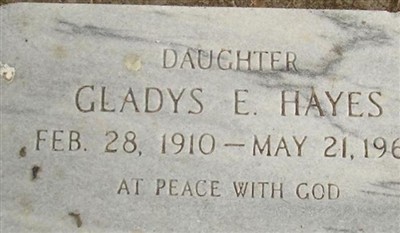 DAUGHTER
GLADYS E. HAYES
FEB. 28, 1910 — MAY 21, 196
AT PEACE WITH GOD